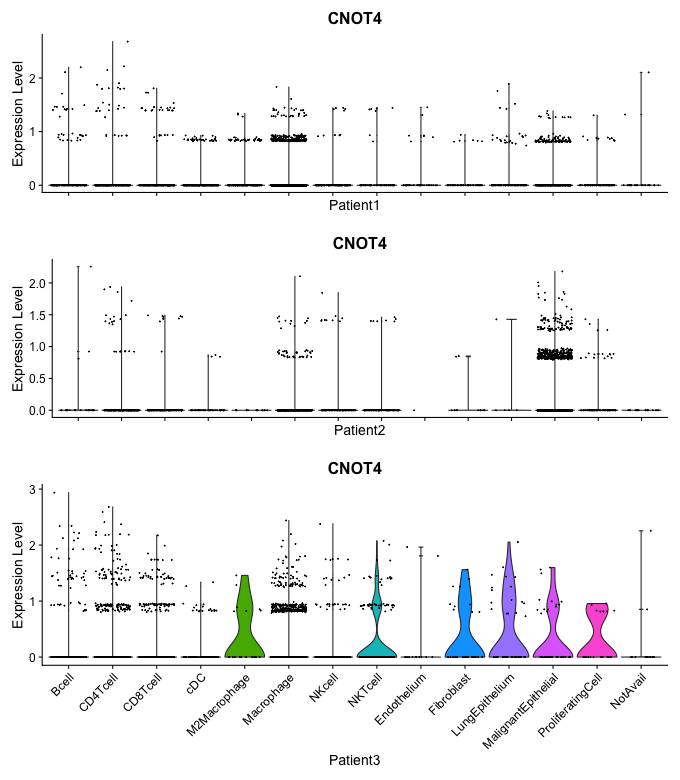 CNOT4
Expression Level
2
1
0
Patient1
CNOT4
Expression Level
2.0
1.5
1.0
0.5
0.0
Patient2
CNOT4
Expression Level
3
2
1
0
Bcell
CD4Tcell
CD8Tcell
cDC
M2Macrophage
Macrophage
NKcell
NKTcell
Endothelium
Fibroblast
LungEpithelium
MalignantEpithelial
ProliferatingCell
NotAvail
Patient3